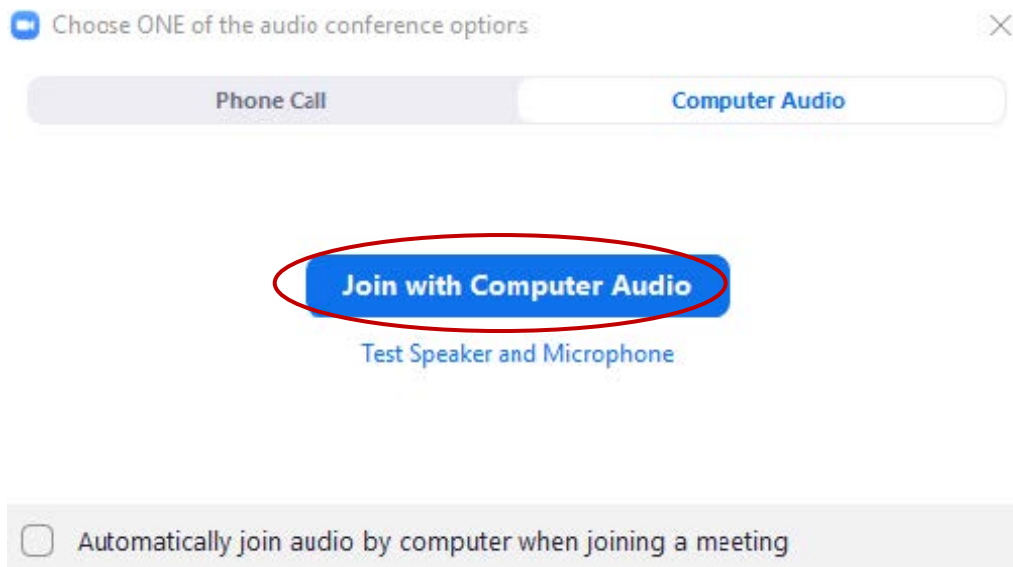 Choose ONE of the audio conference options
Phone Call
Computer Audio
Join with Computer Audio
Test Speaker and Microphone
Automatically join audio by computer when joining a meeting